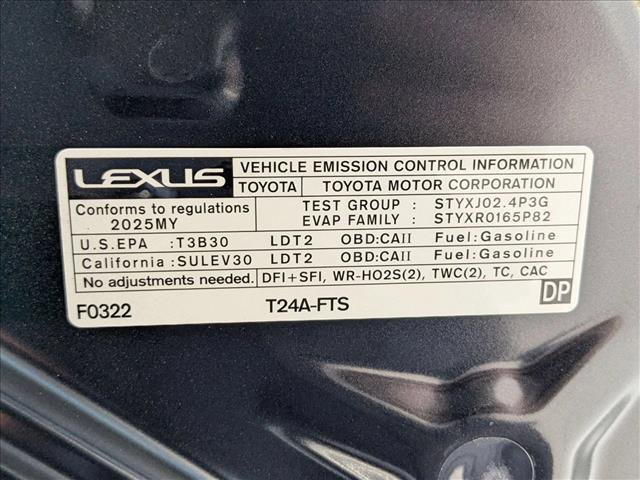 LEXUS VEHICLE EMISSION CONTROL INFORMATION
TOYOTA TOYOTA MOTOR CORPORATION
Conforms to regulations TEST GROUP : STYXJ02.4P3G
2025MY EVAP FAMILY : STYXR0165P82
U.S.EPA :T3B30 LDT2 OBD:CAII Fuel:Gasoline
California :SULEV30 LDT2 OBD:CAII Fuel:Gasoline
No adjustments needed. DFI+SFI, WR-HO2S(2), TWC(2), TC, CAC
F0322 T24A-FTS DP